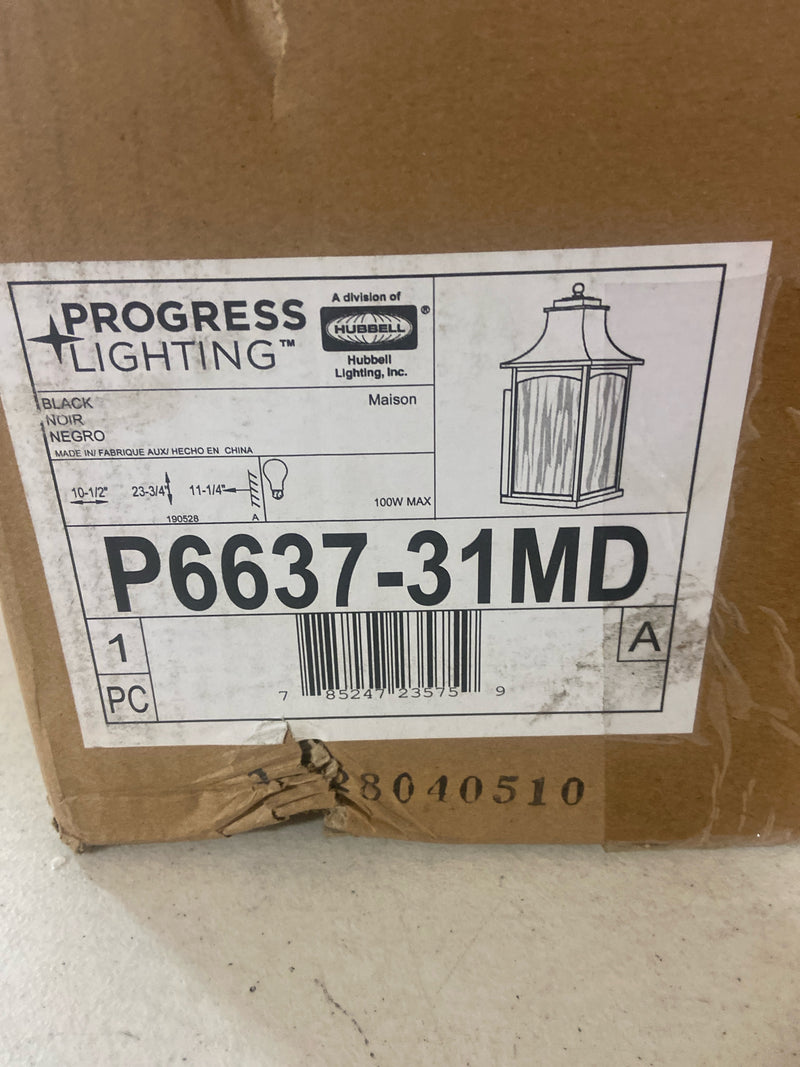 PROGRESS
LIGHTING™
A division of
HUBBELL®
Hubbell
Lighting, Inc.
BLACK
NOIR
NEGRO
Maison
MADE IN/ FABRIQUE AUX/ HECHO EN CHINA
10-1/2" 23-3/4" 11-1/4"
100W MAX
190528 A
P6637-31MD
1
PC
A
7 85247 23575 9
28040510